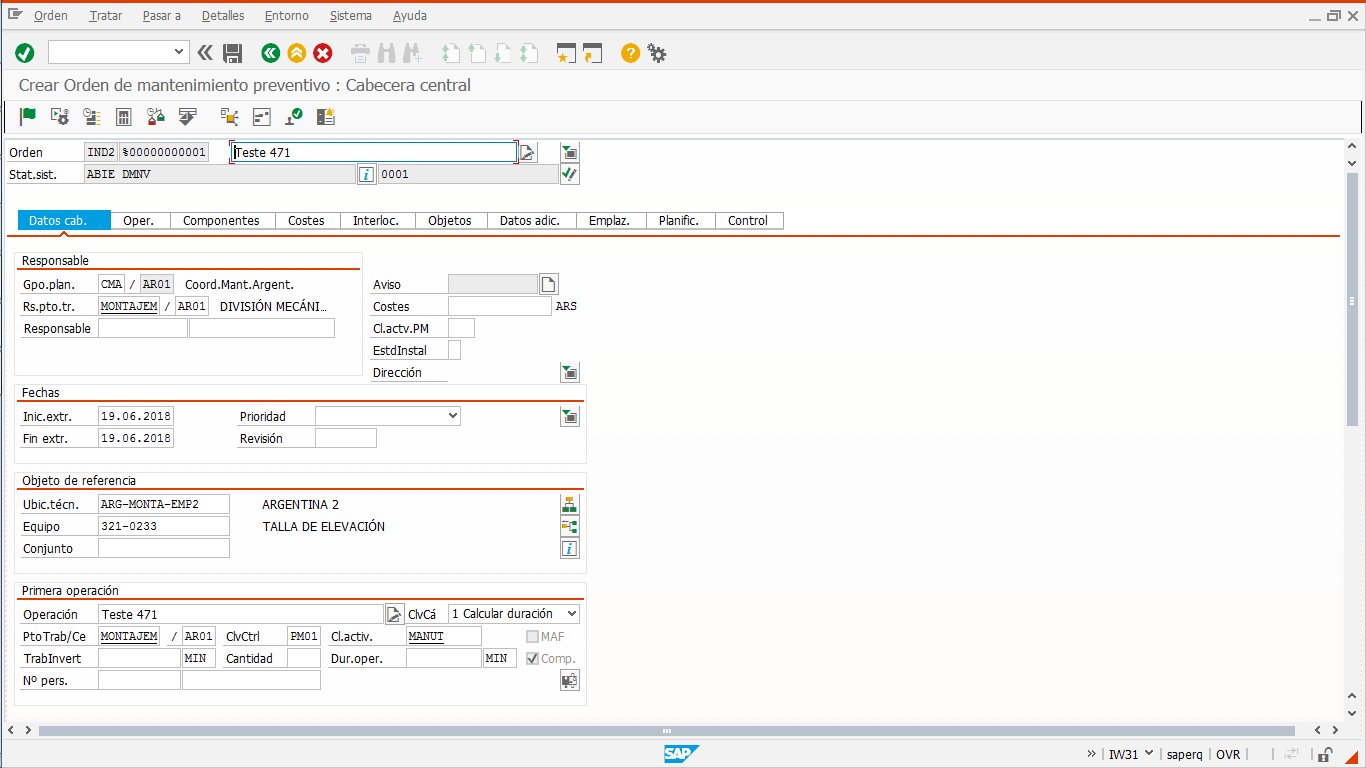 Orden Tratar Pasar a Detalles Entorno Sistema Ayuda
Crear Orden de mantenimiento preventivo : Cabecera central
Orden IND2 %00000000001 Teste 471
Stat.sist. ABIE DMNV 0001
Datos cab. Oper. Componentes Costes Interloc. Objetos Datos adic. Emplaz. Planific. Control
Responsable
Gpo.plan. CMA / AR01 Coord.Mant.Argent. Aviso
Rs.pto.tr. MONTAJEM / AR01 DIVISIÓN MECÁNI... Costes ARS
Responsable Cl.actv.PM
EstdInstal
Dirección
Fechas
Inic.extr. 19.06.2018 Prioridad
Fin extr. 19.06.2018 Revisión
Objeto de referencia
Ubic.técn. ARG-MONTA-EMP2 ARGENTINA 2
Equipo 321-0233 TALLA DE ELEVACIÓN
Conjunto
Primera operación
Operación Teste 471 ClvCá 1 Calcular duración
PtoTrab/Ce MONTAJEM / AR01 ClvCtrl PM01 Cl.activ. MANUT MAF
TrabInvert MIN Cantidad Dur.oper. MIN Comp.
Nº pers.
SAP » IW31 saperq OVR